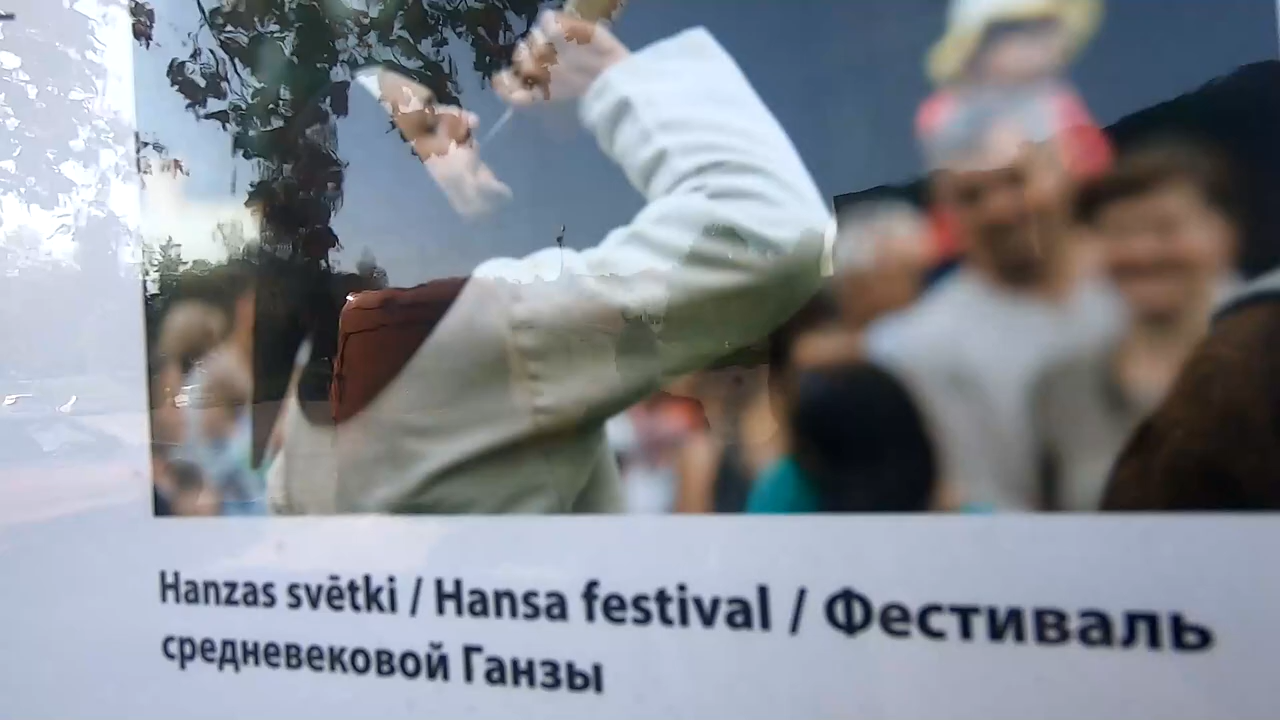 Hanzas svētki / Hansa festival / Фестиваль
средневековой Ганзы